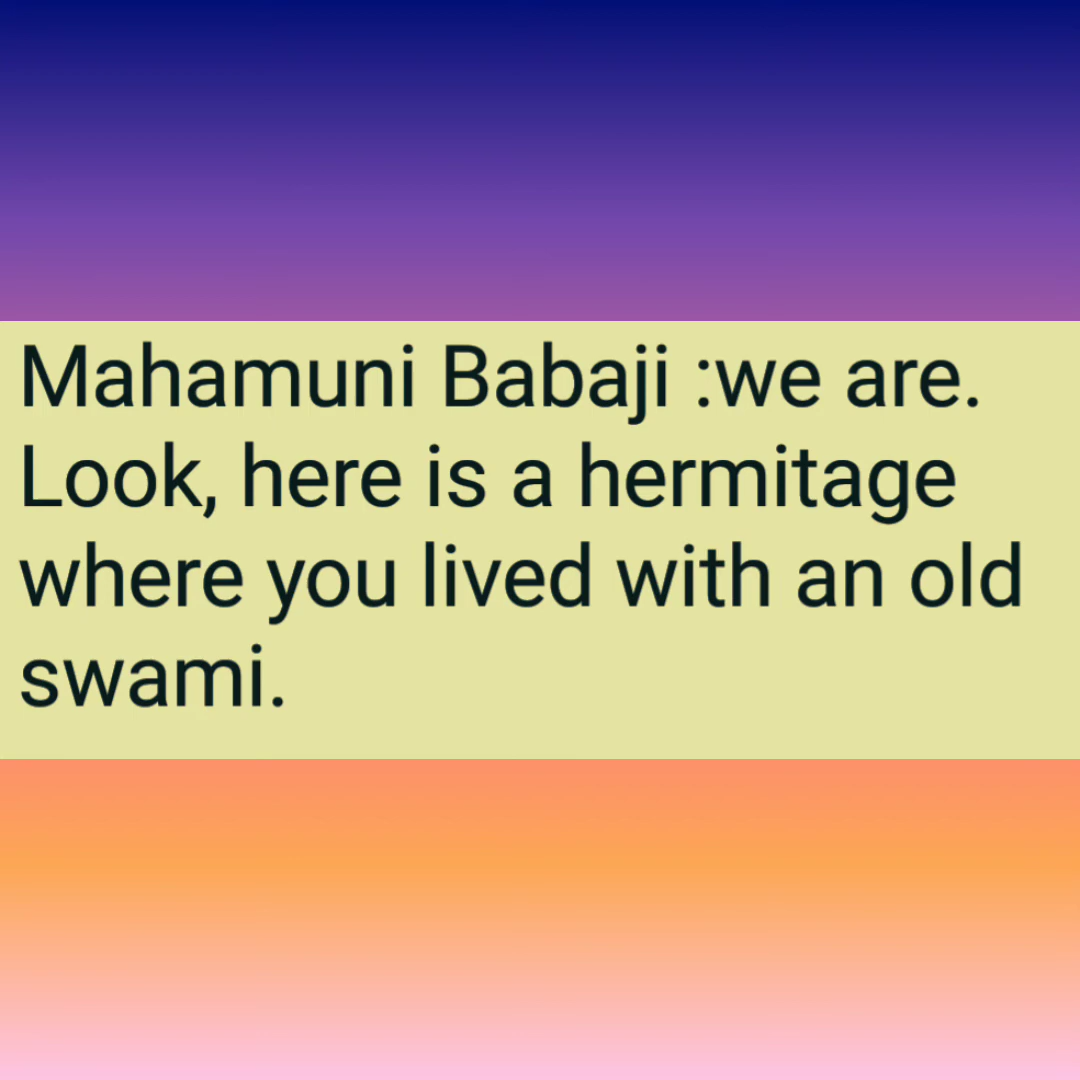 Mahamuni Babaji :we are.
Look, here is a hermitage
where you lived with an old
swami.